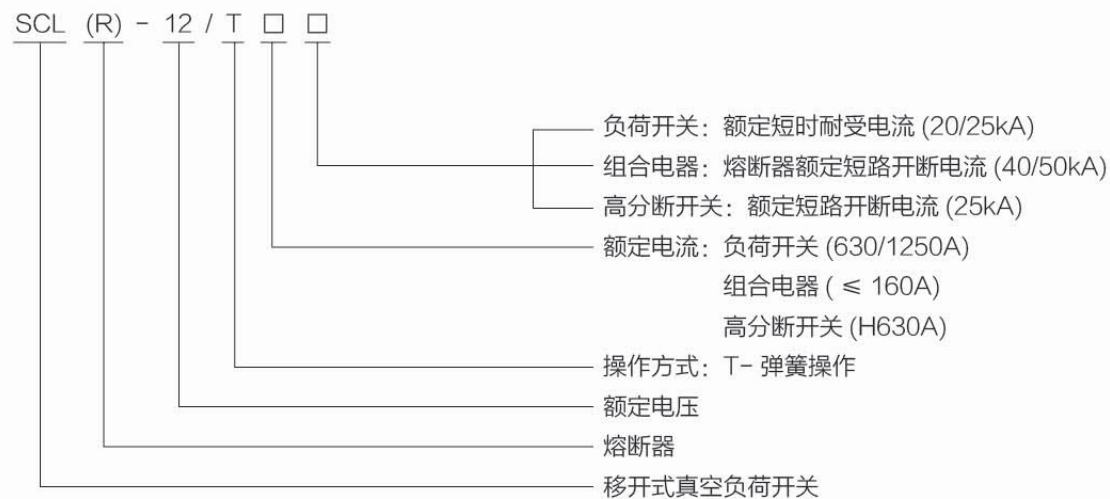 SCL (R) - 12 / T □ □
负荷开关：额定短时耐受电流 (20/25kA)
组合电器：熔断器额定短路开断电流 (40/50kA)
高分断开关：额定短路开断电流 (25kA)
额定电流：负荷开关 (630/1250A)
组合电器 ( ≤ 160A)
高分断开关 (H630A)
操作方式：T- 弹簧操作
额定电压
熔断器
移开式真空负荷开关